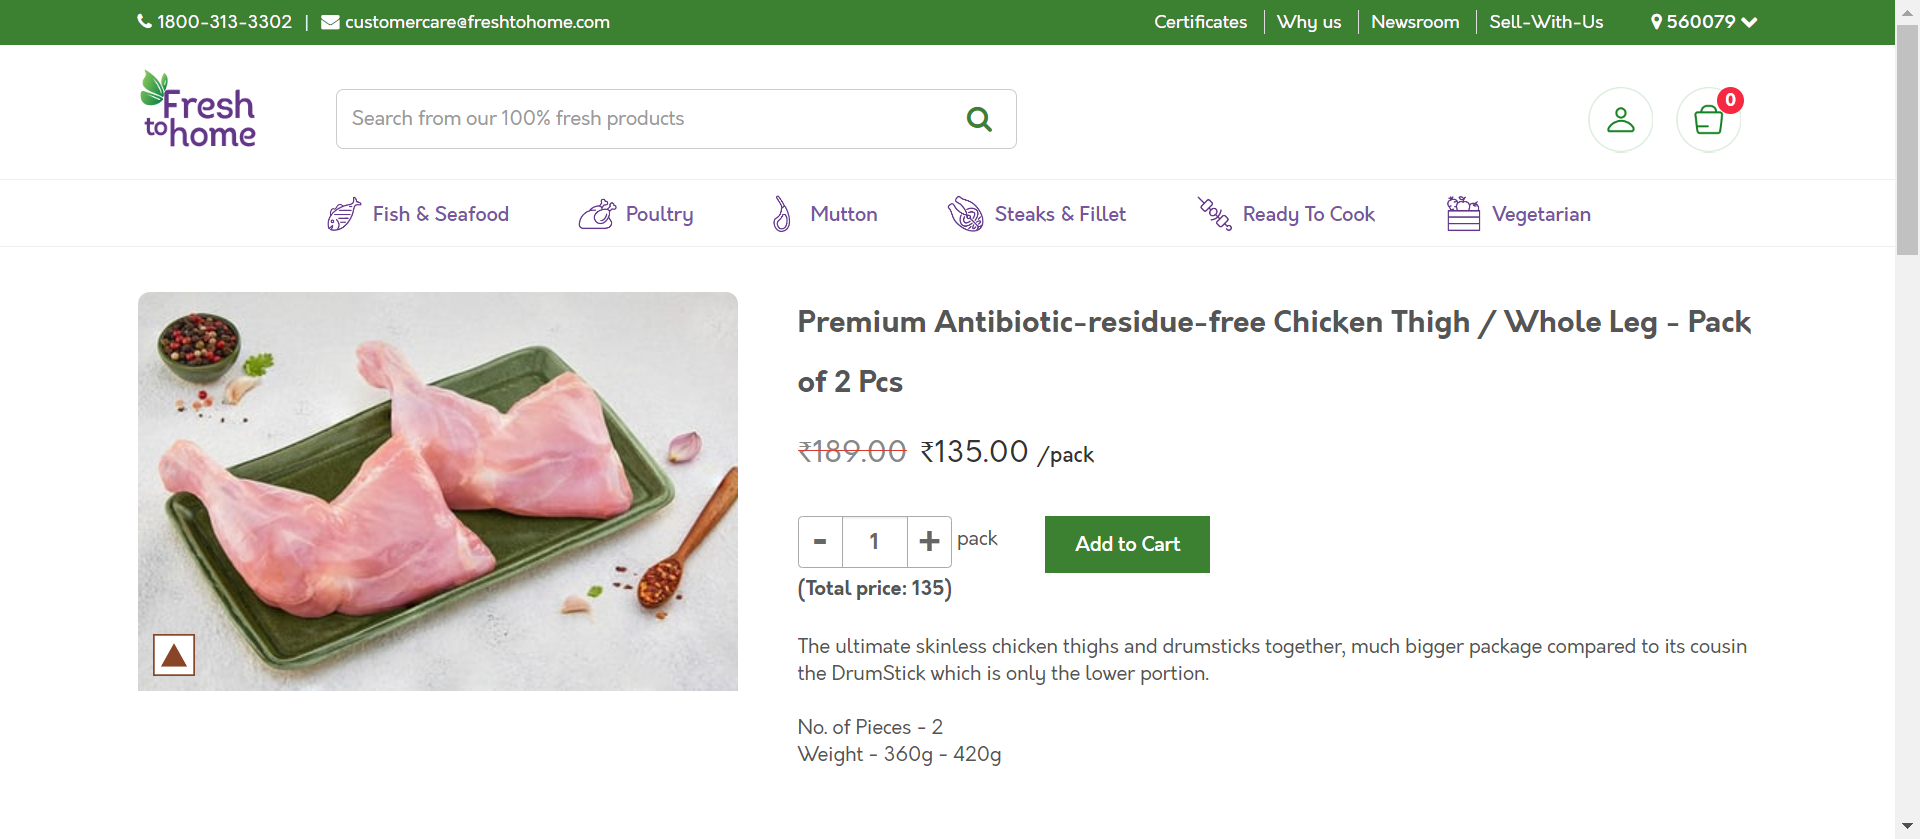 1800-313-3302 | customercare@freshtohome.com
Certificates | Why us | Newsroom | Sell-With-Us
560079
Fresh
to home
Search from our 100% fresh products
0
Fish & Seafood
Poultry
Mutton
Steaks & Fillet
Ready To Cook
Vegetarian
Premium Antibiotic-residue-free Chicken Thigh / Whole Leg - Pack
of 2 Pcs
₹189.00 ₹135.00 /pack
- 1 + pack
Add to Cart
(Total price: 135)
The ultimate skinless chicken thighs and drumsticks together, much bigger package compared to its cousin
the DrumStick which is only the lower portion.
No. of Pieces - 2
Weight - 360g - 420g